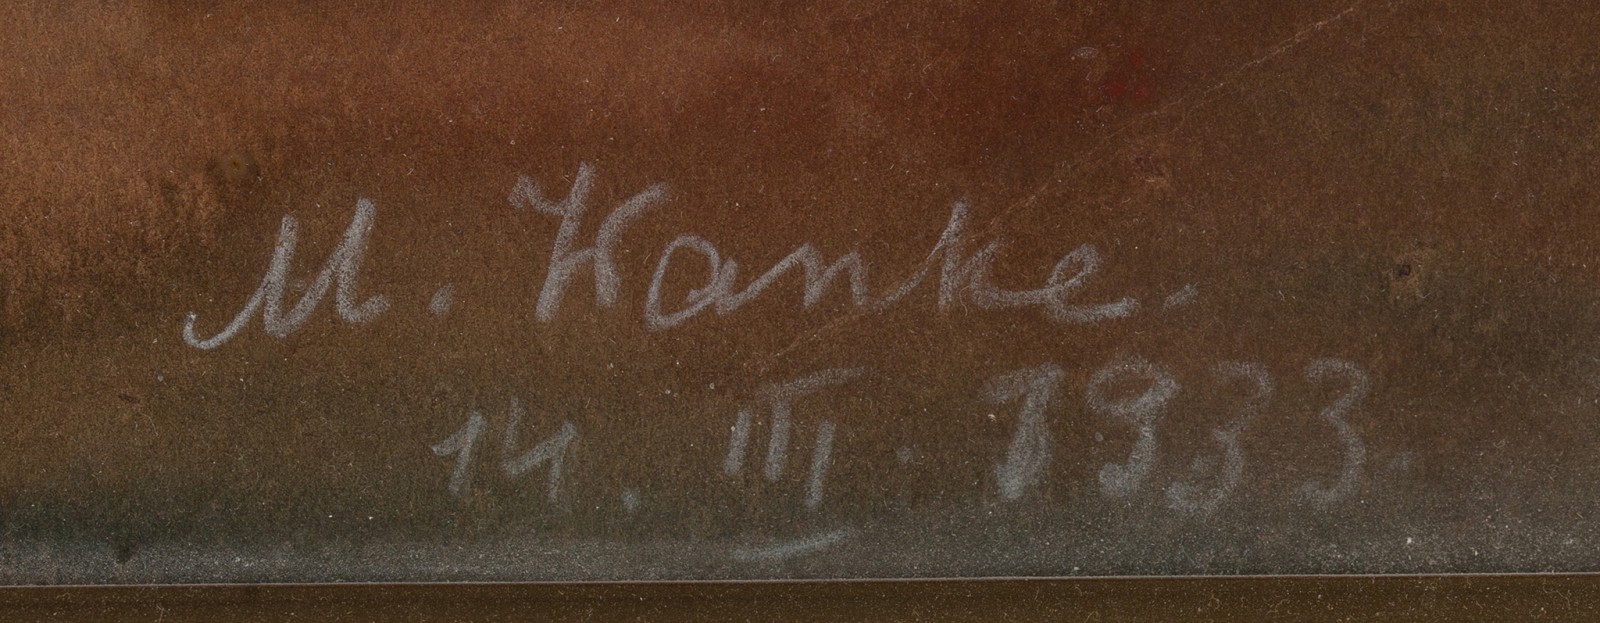 M. Hanke.
14. III. 1933.